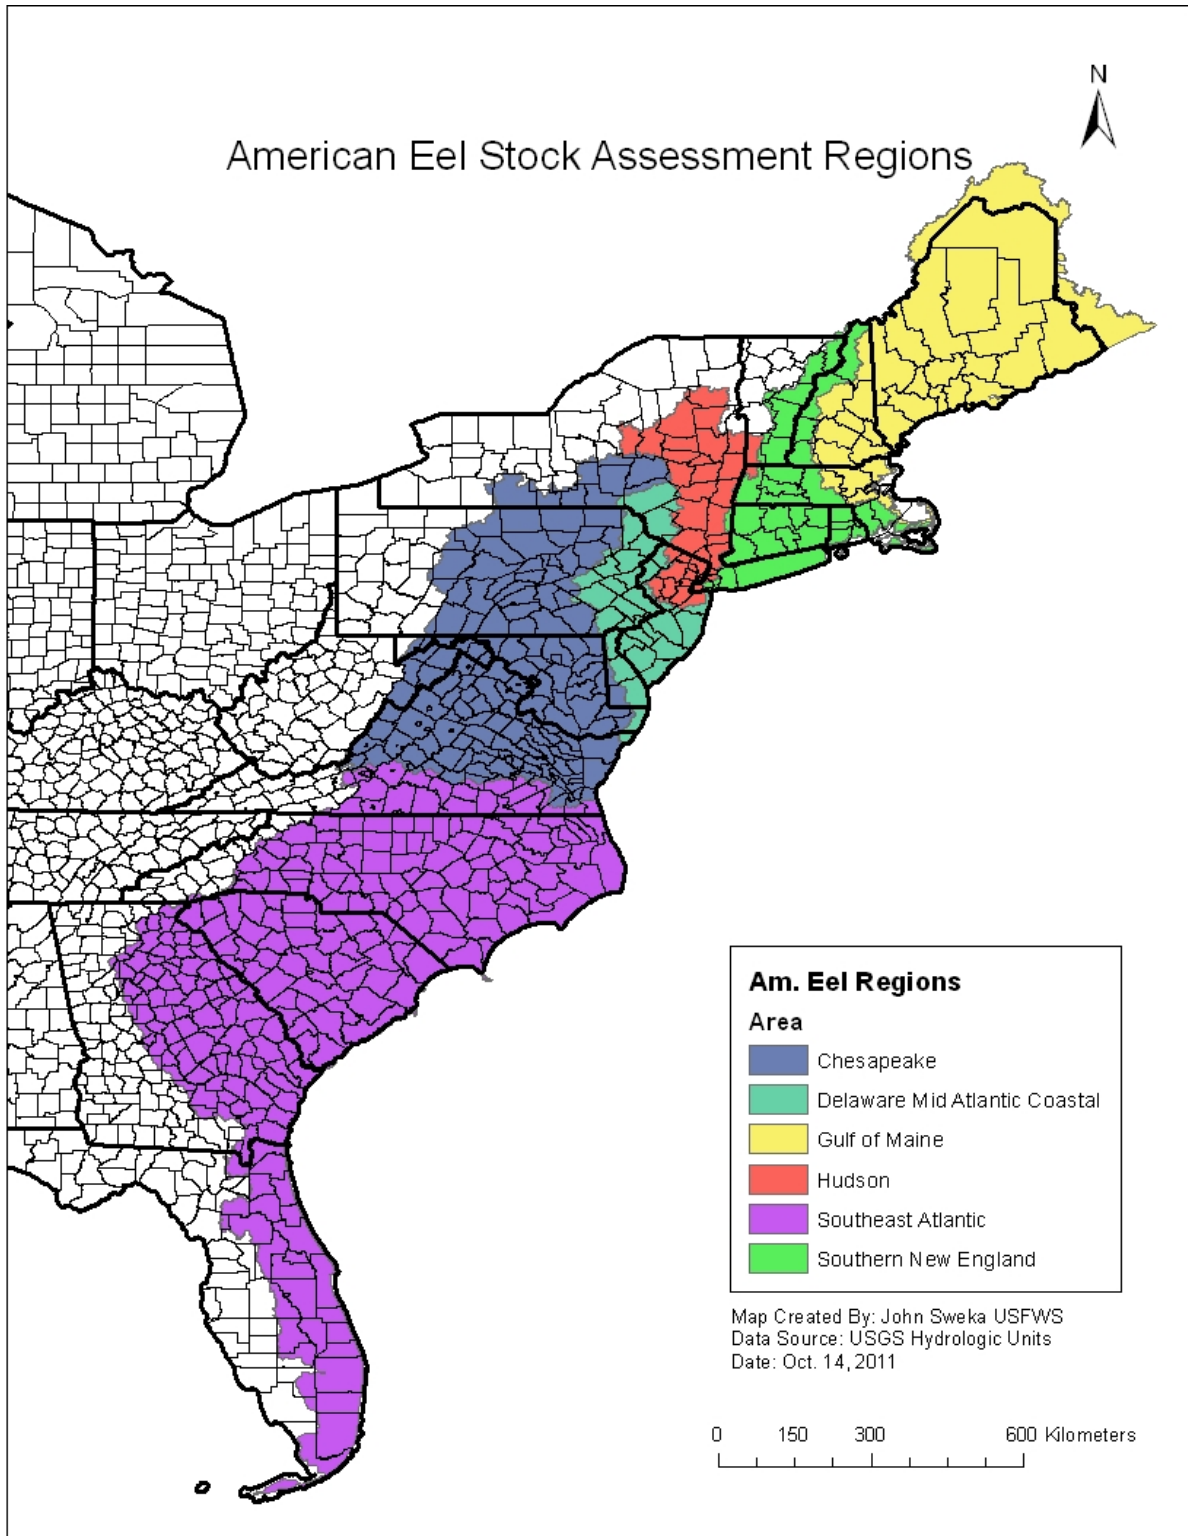 N
American Eel Stock Assessment Regions
Am. Eel Regions
Area
Chesapeake
Delaware Mid Atlantic Coastal
Gulf of Maine
Hudson
Southeast Atlantic
Southern New England
Map Created By: John Sweka USFWS
Data Source: USGS Hydrologic Units
Date: Oct. 14, 2011
0 150 300 600 Kilometers